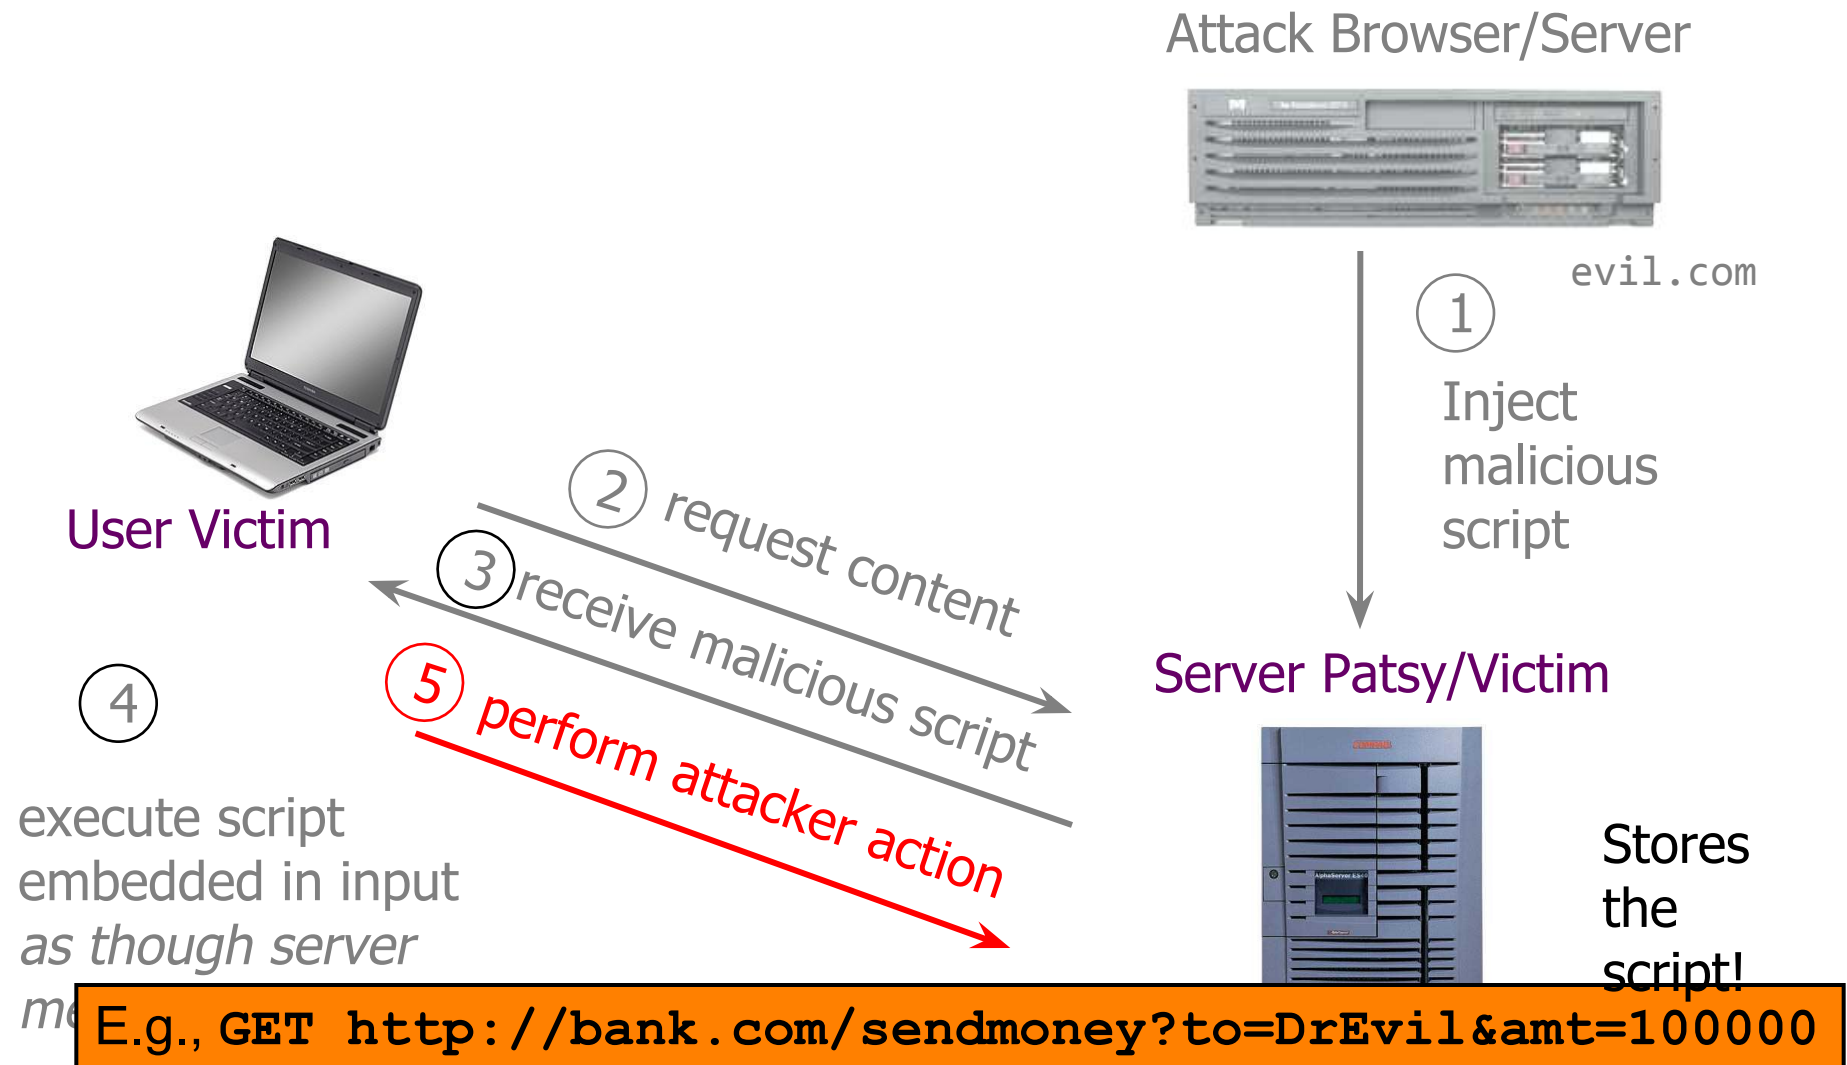 Attack Browser/Server
evil.com
1
Inject
malicious
script
User Victim
2 request content
3 receive malicious script
5 perform attacker action
4
execute script
embedded in input
as though server
Server Patsy/Victim
AlphaServer
Stores
the
script!
E.g., GET http://bank.com/sendmoney?to=DrEvil&amt=100000